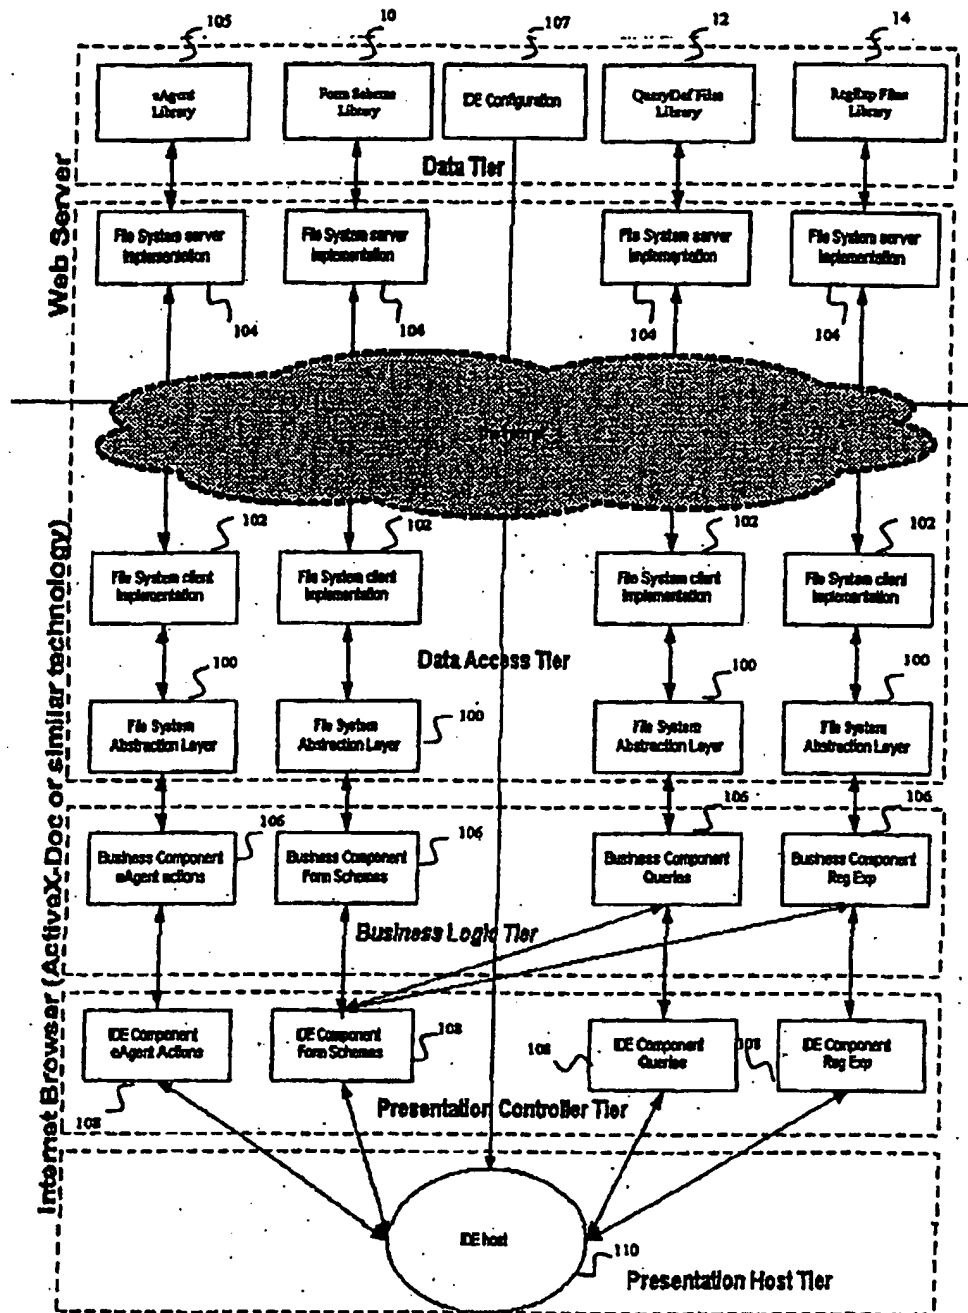 105
10
107
12
14
eAgent
Library
Form Scheme
Library
IDE Configuration
QueryDef Files
Library
RegExp Files
Library
Data Tier
Web Server
File System server
Implementation
File System server
Implementation
File System server
Implementation
File System server
Implementation
104
104
104
104
102
102
102
102
File System client
Implementation
File System client
Implementation
File System client
Implementation
File System client
Implementation
Data Access Tier
100
100
100
100
File System
Abstraction Layer
File System
Abstraction Layer
File System
Abstraction Layer
File System
Abstraction Layer
Internet Browser (ActiveX-Doc or similar technology)
106
106
106
106
Business Component
eAgent actions
Business Component
Form Schemes
Business Component
Queries
Business Component
Reg Exp
Business Logic Tier
IDE Component
eAgent Actions
IDE Component
Form Schemes
108
108
IDE Component
Queries
108
IDE Component
Reg Exp
108
Presentation Controller Tier
IDE host
110
Presentation Host Tier